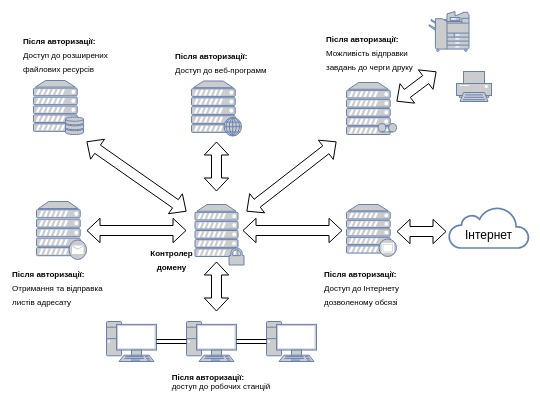 Після авторизації:
Доступ до розширених
файлових ресурсів
Після авторизації:
Доступ до веб-программ
Після авторизації:
Можливість відправки
завдань до черги друку
Контролер
домену
Інтернет
Після авторизації:
Отримання та відправка
листів адресату
Після авторизації:
Доступ до Інтернету
дозволеному обсязі
Після авторизації:
доступ до робочих станцій